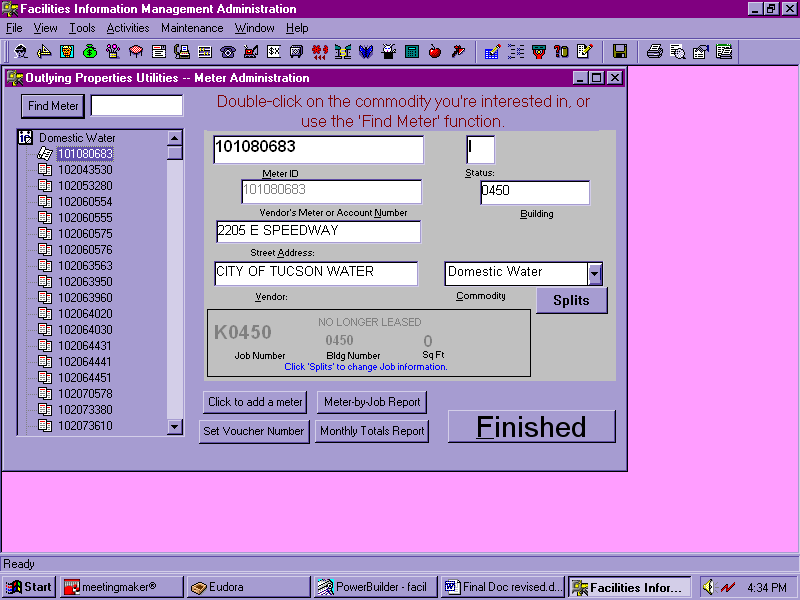 Facilities Information Management Administration
File View Tools Activities Maintenance Window Help
Outlying Properties Utilities -- Meter Administration
Find Meter
Double-click on the commodity you're interested in, or
use the 'Find Meter' function.
Domestic Water
101080683
102043530
102053280
102060554
102060555
102060575
102060576
102063563
102063950
102063960
102064020
102064030
102064431
102064441
102064451
102070578
102073380
102073610
101080683
I
Meter ID
Status:
101080683
0450
Vendor's Meter or Account Number
Building
2205 E SPEEDWAY
Street Address:
CITY OF TUCSON WATER
Domestic Water
Vendor:
Commodity
Splits
NO LONGER LEASED
K0450
0450
0
Job Number
Bldg Number
Sq Ft
Click 'Splits' to change Job information.
Click to add a meter
Meter-by-Job Report
Set Voucher Number
Monthly Totals Report
Finished
Ready
Start
meetingmaker®
Eudora
PowerBuilder - facil
Final Doc revised.d...
Facilities Infor...
4:34 PM